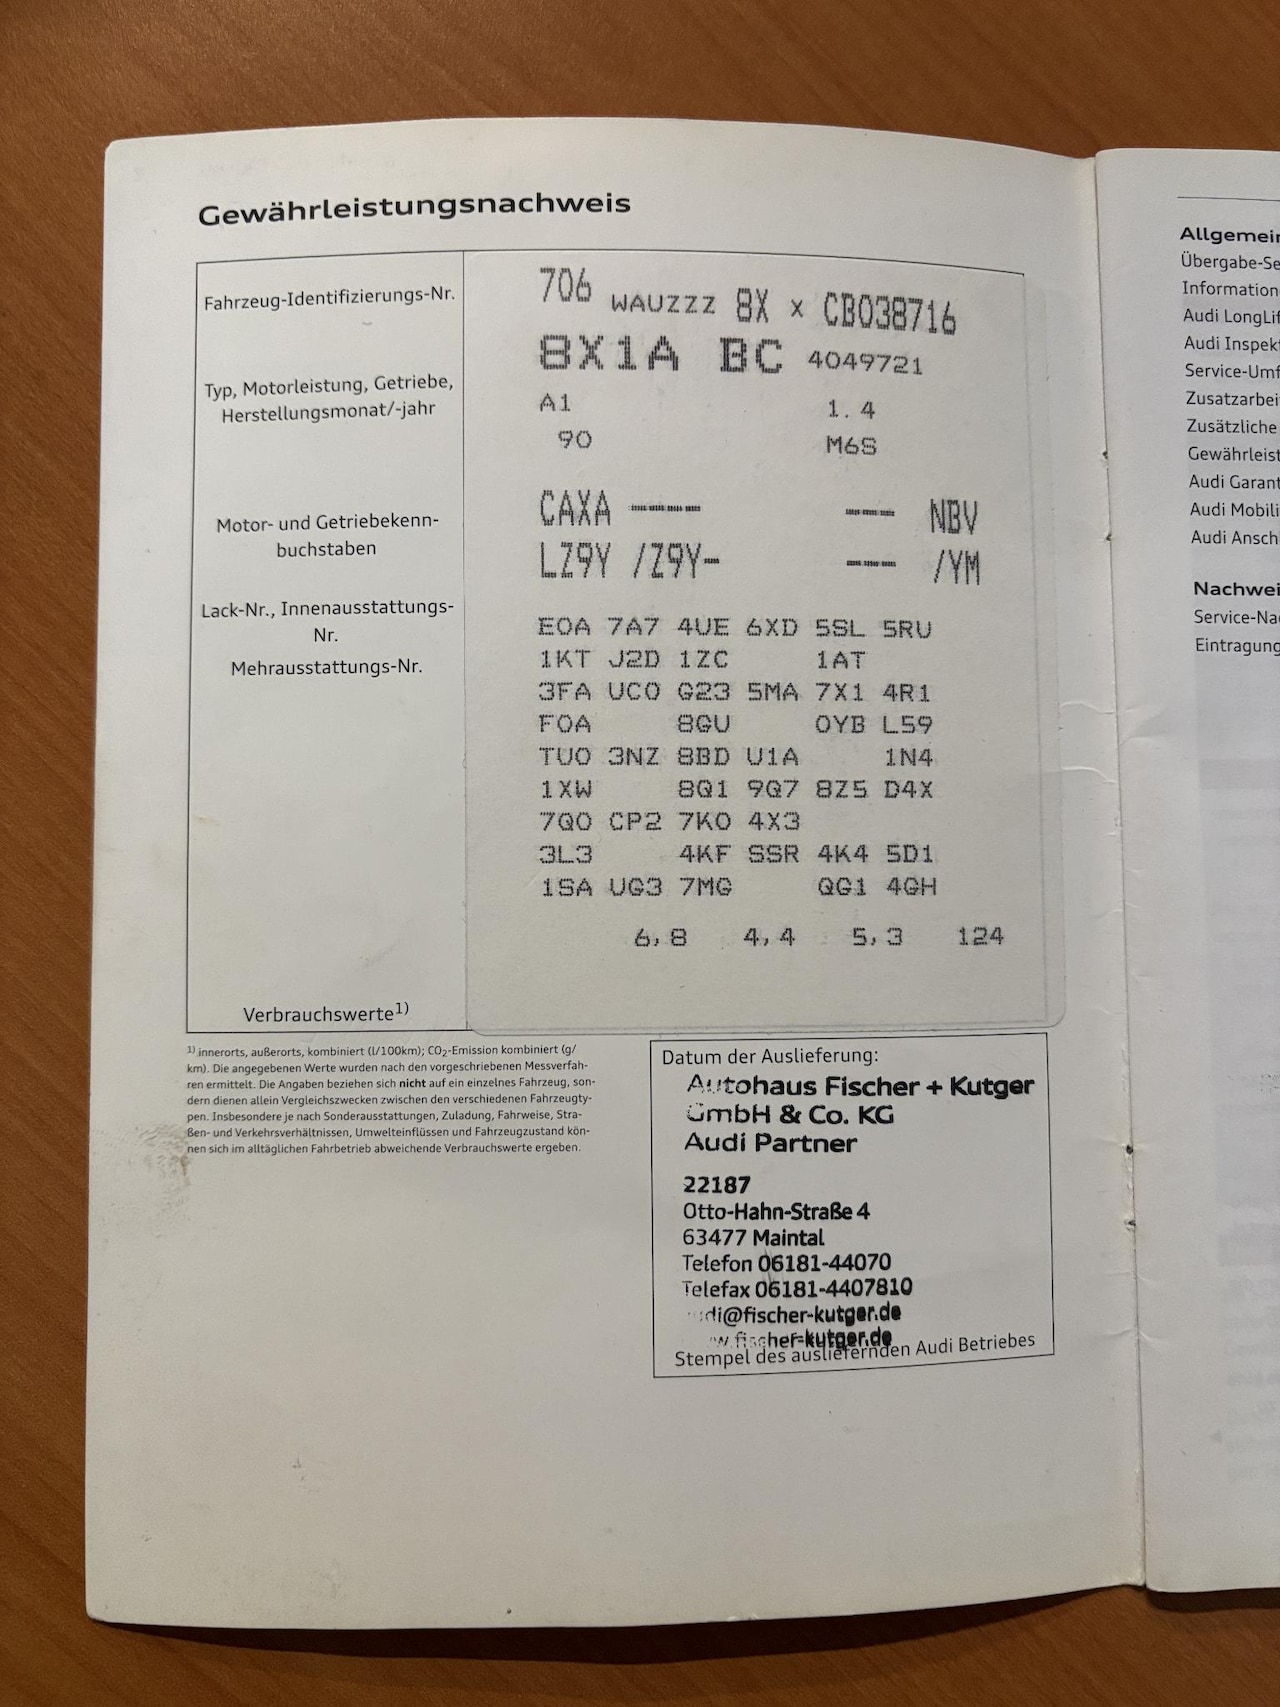 Gewährleistungsnachweis
Fahrzeug-Identifizierungs-Nr.
706 WAUZZZ 8X x CB038716
8X1A BC 4049721
Typ, Motorleistung, Getriebe,
Herstellungsmonat/-jahr
A1 1.4
90 M6S
Motor- und Getriebekenn-
buchstaben
CAXA ----- ---- NBV
LZ9Y /Z9Y- ---- /YM
Lack-Nr., Innenausstattungs-
Nr.
Mehrausstattungs-Nr.
E0A 7A7 4UE 6XD 5SL 5RU
1KT J2D 1ZC 1AT
3FA UC0 G23 5MA 7X1 4R1
F0A 8GU 0YB L59
TU0 3NZ 8BD U1A 1N4
1XW 8Q1 9Q7 8Z5 D4X
7Q0 CP2 7K0 4X3
3L3 4KF SSR 4K4 5D1
1SA UG3 7MG QG1 4GH
6,8 4,4 5,3 124
Verbrauchswerte1)
1) innerorts, außerorts, kombiniert (l/100km); CO2-Emission kombiniert (g/
km). Die angegebenen Werte wurden nach den vorgeschriebenen Messverfah-
ren ermittelt. Die Angaben beziehen sich nicht auf ein einzelnes Fahrzeug, son-
dern dienen allein Vergleichszwecken zwischen den verschiedenen Fahrzeugty-
pen. Insbesondere je nach Sonderausstattungen, Zuladung, Fahrweise, Stra-
ßen- und Verkehrsverhältnissen, Umwelteinflüssen und Fahrzeugzustand kön-
nen sich im alltäglichen Fahrbetrieb abweichende Verbrauchswerte ergeben.
Datum der Auslieferung:
Autohaus Fischer + Kutger
GmbH & Co. KG
Audi Partner
22187
Otto-Hahn-Straße 4
63477 Maintal
Telefon 06181-44070
Telefax 06181-4407810
di@fischer-kutger.de
w.fischer-kutger.de
Stempel des ausliefernden Audi Betriebes
Allgemein
Übergabe-Se
Information
Audi LongLif
Audi Inspekt
Service-Umf
Zusatzarbei
Zusätzliche
Gewährleist
Audi Garant
Audi Mobili
Audi Ansch
Nachwei
Service-Na
Eintragung